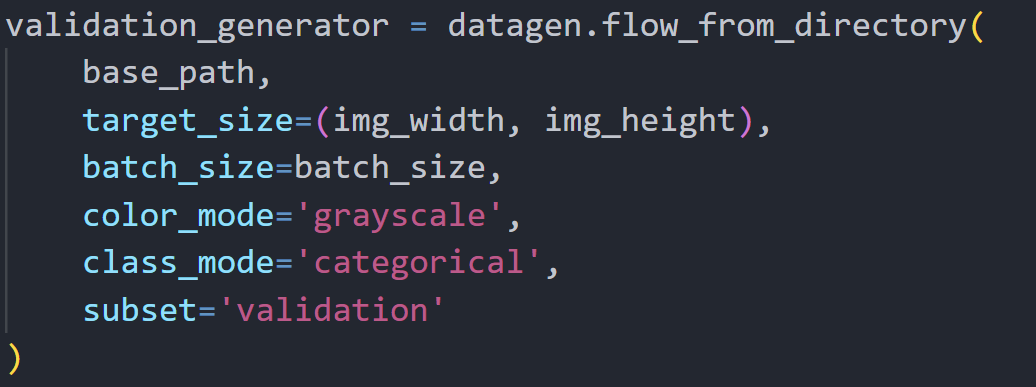 validation_generator = datagen.flow_from_directory(
    base_path,
    target_size=(img_width, img_height),
    batch_size=batch_size,
    color_mode='grayscale',
    class_mode='categorical',
    subset='validation'
)